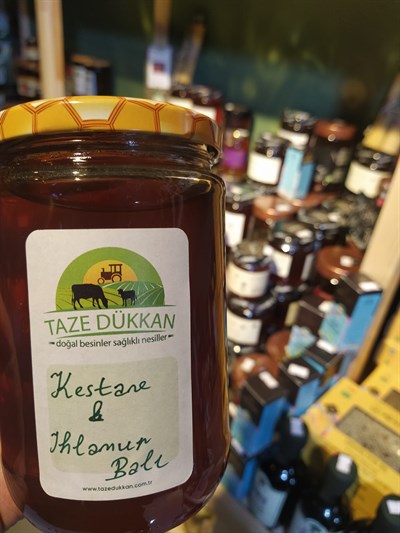 TAZE DÜKKAN
doğal besinler sağlıklı nesiller
Kestane
&
Ihlamur
Balı
www.tazedukkan.com.tr